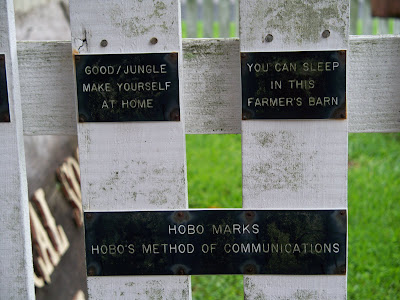 GOOD/JUNGLE
MAKE YOURSELF
AT HOME
YOU CAN SLEEP
IN THIS
FARMER'S BARN
HOBO MARKS
HOBO'S METHOD OF COMMUNICATIONS